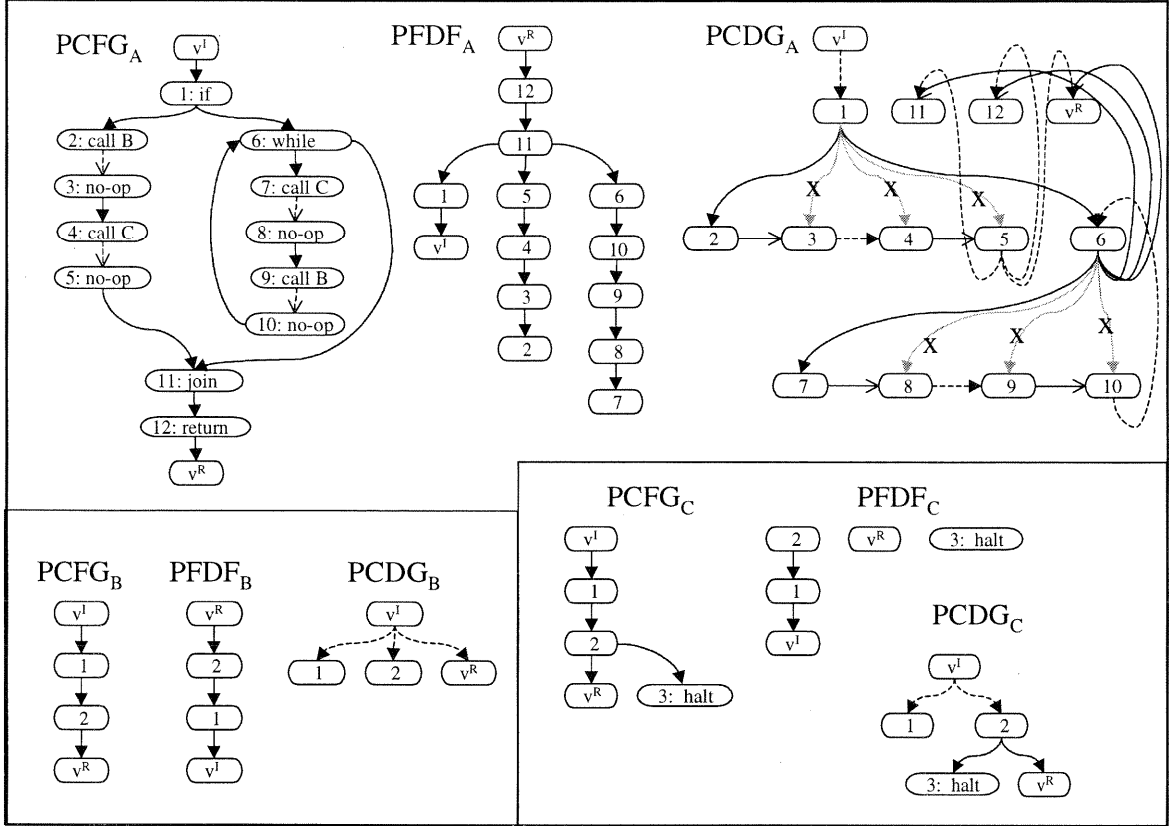 PCFG_A
v^I
1: if
2: call B
6: while
3: no-op
7: call C
4: call C
8: no-op
5: no-op
9: call B
10: no-op
11: join
12: return
v^R
PFDF_A
v^R
12
11
1
5
6
v^I
4
10
3
9
2
8
7
PCDG_A
v^I
1
11
12
v^R
X
X
X
2
3
4
5
6
X
X
X
7
8
9
10
PCFG_B
v^I
1
2
v^R
PFDF_B
v^R
2
1
v^I
PCDG_B
v^I
1
2
v^R
PCFG_C
v^I
1
2
v^R
3: halt
PFDF_C
2
v^R
3: halt
1
v^I
PCDG_C
v^I
1
2
3: halt
v^R